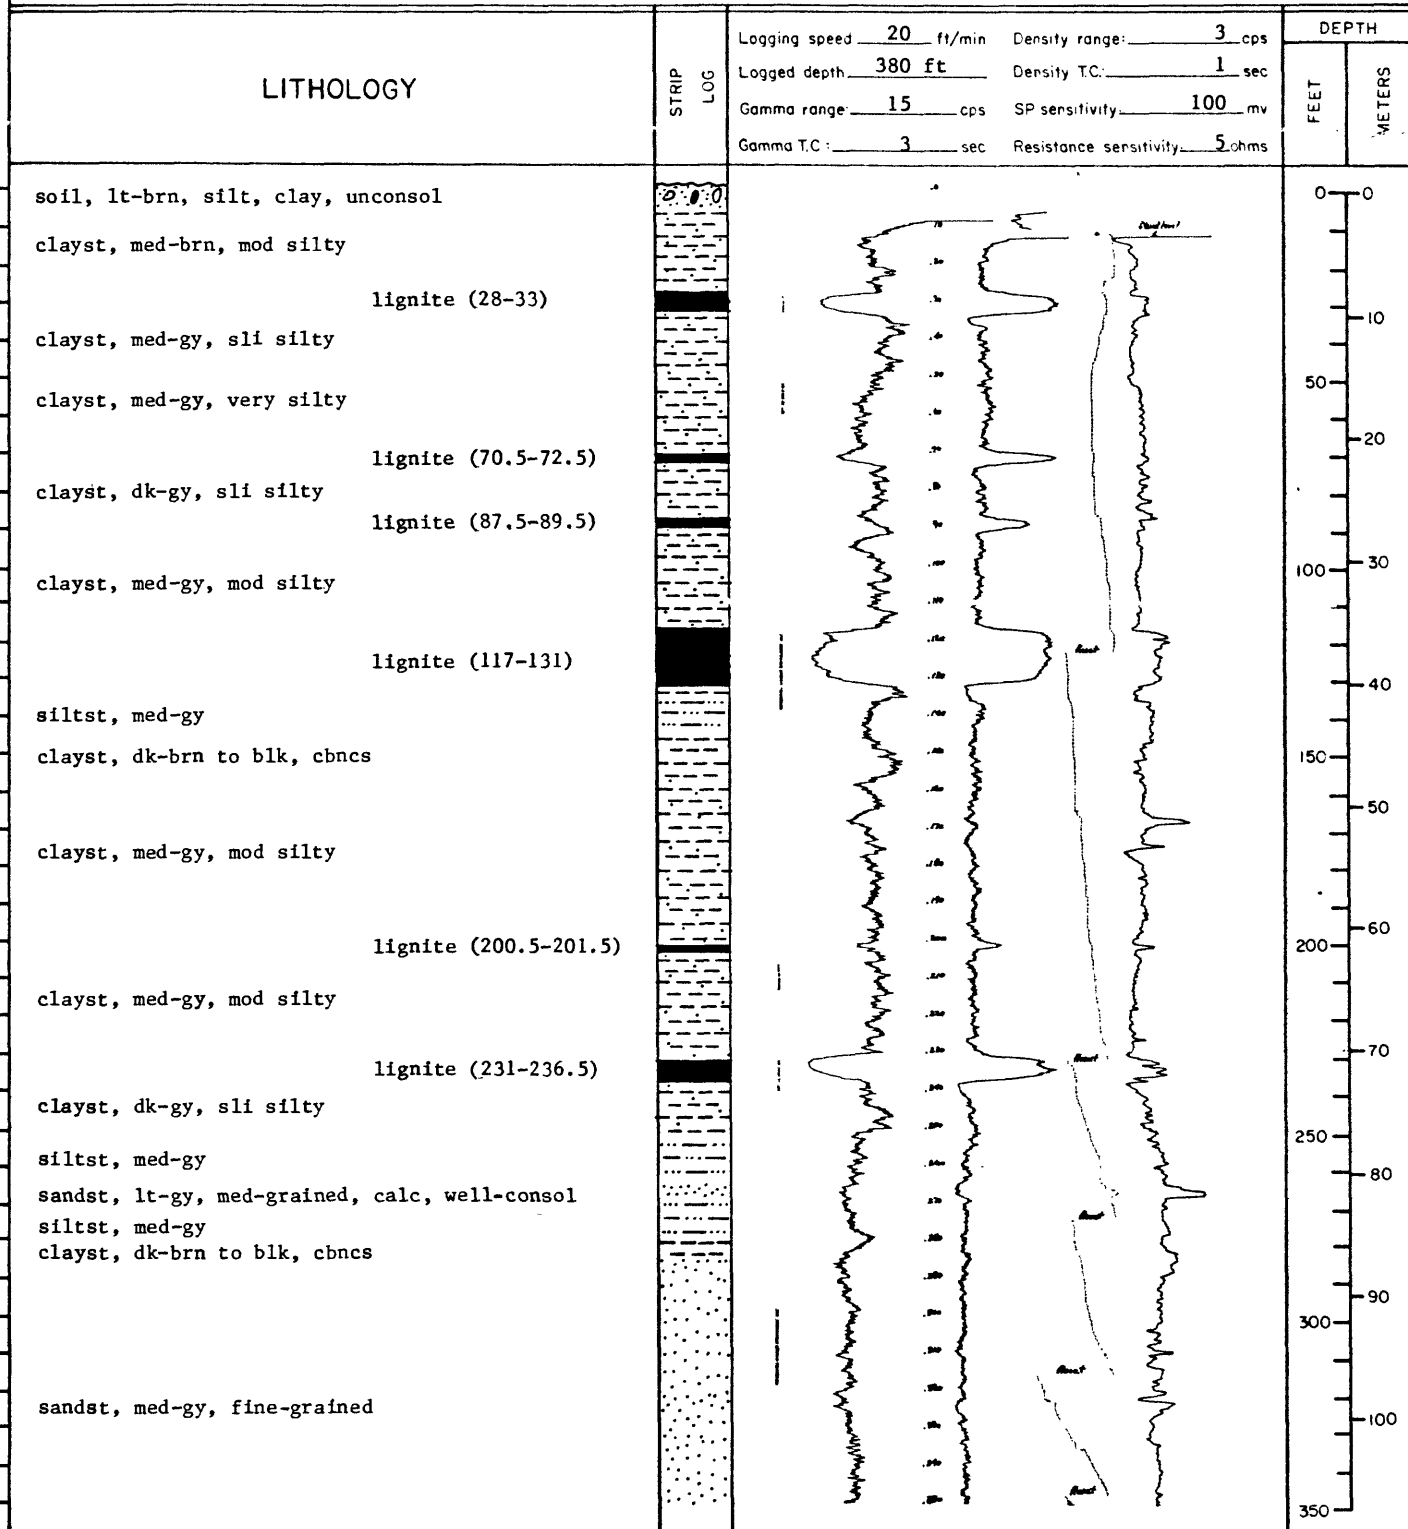 LITHOLOGY
STRIP LOG
Logging speed 20 ft/min
Logged depth 380 ft
Gamma range: 15 cps
Gamma T.C: 3 sec
Density range: 3 cps
Density T.C.: 1 sec
SP sensitivity: 100 mv
Resistance sensitivity: 5 ohms
DEPTH
FEET
METERS
soil, lt-brn, silt, clay, unconsol
clayst, med-brn, mod silty
lignite (28-33)
clayst, med-gy, sli silty
clayst, med-gy, very silty
lignite (70.5-72.5)
clayst, dk-gy, sli silty
lignite (87.5-89.5)
clayst, med-gy, mod silty
lignite (117-131)
siltst, med-gy
clayst, dk-brn to blk, cbncs
clayst, med-gy, mod silty
lignite (200.5-201.5)
clayst, med-gy, mod silty
lignite (231-236.5)
clayst, dk-gy, sli silty
siltst, med-gy
sandst, lt-gy, med-grained, calc, well-consol
siltst, med-gy
clayst, dk-brn to blk, cbncs
sandst, med-gy, fine-grained
0
50
100
150
200
250
300
350
0
10
20
30
40
50
60
70
80
90
100